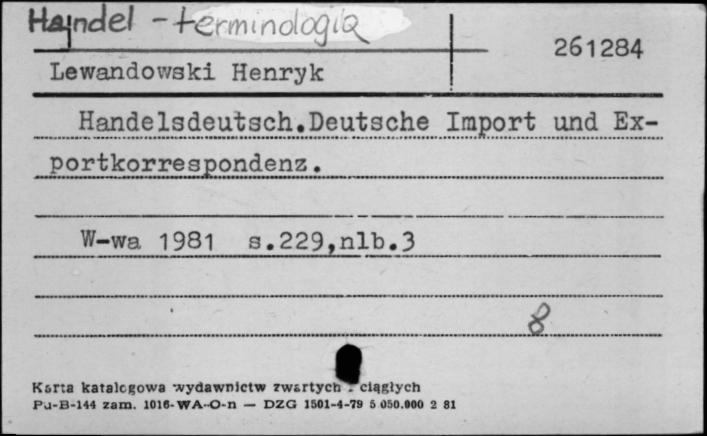 Handel - terminologia
261284
Lewandowski Henryk
Handelsdeutsch.Deutsche Import und Ex-
portkorrespondenz.
W-wa 1981 s.229,nlb.3
8
Karta katalogowa wydawnictw zwartych i ciągłych
Pu-B-144 zam. 1016-WA-O-n — DZG 1501-4-79 5 050.000 2 81